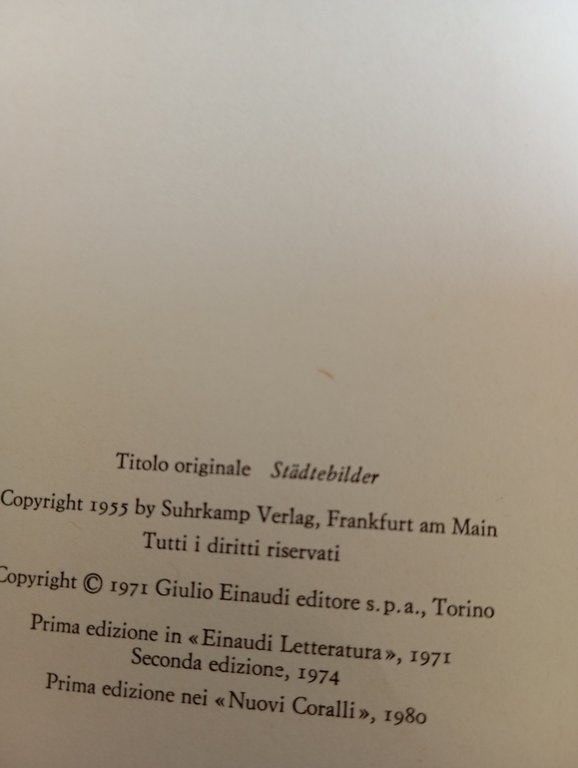 Titolo originale Städtebilder
Copyright 1955 by Suhrkamp Verlag, Frankfurt am Main
Tutti i diritti riservati
Copyright © 1971 Giulio Einaudi editore s.p.a., Torino
Prima edizione in «Einaudi Letteratura», 1971
Seconda edizione, 1974
Prima edizione nei «Nuovi Coralli», 1980